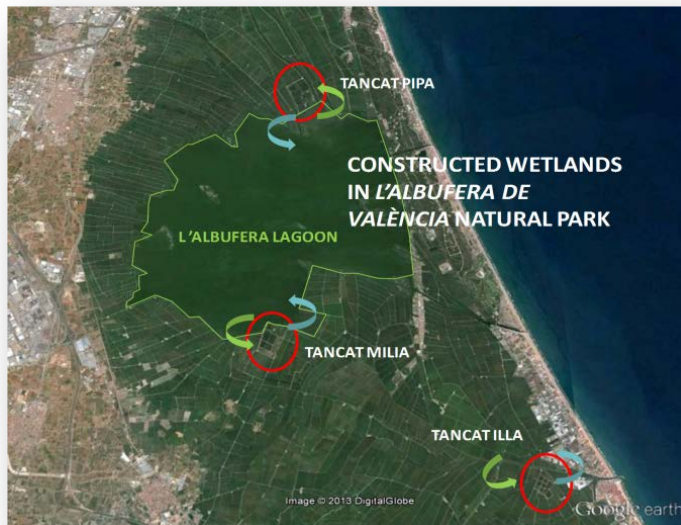 TANCAT PIPA
CONSTRUCTED WETLANDS
IN L'ALBUFERA DE
VALÈNCIA NATURAL PARK
L'ALBUFERA LAGOON
TANCAT MILIA
TANCAT ILLA
Image © 2013 DigitalGlobe
Google earth